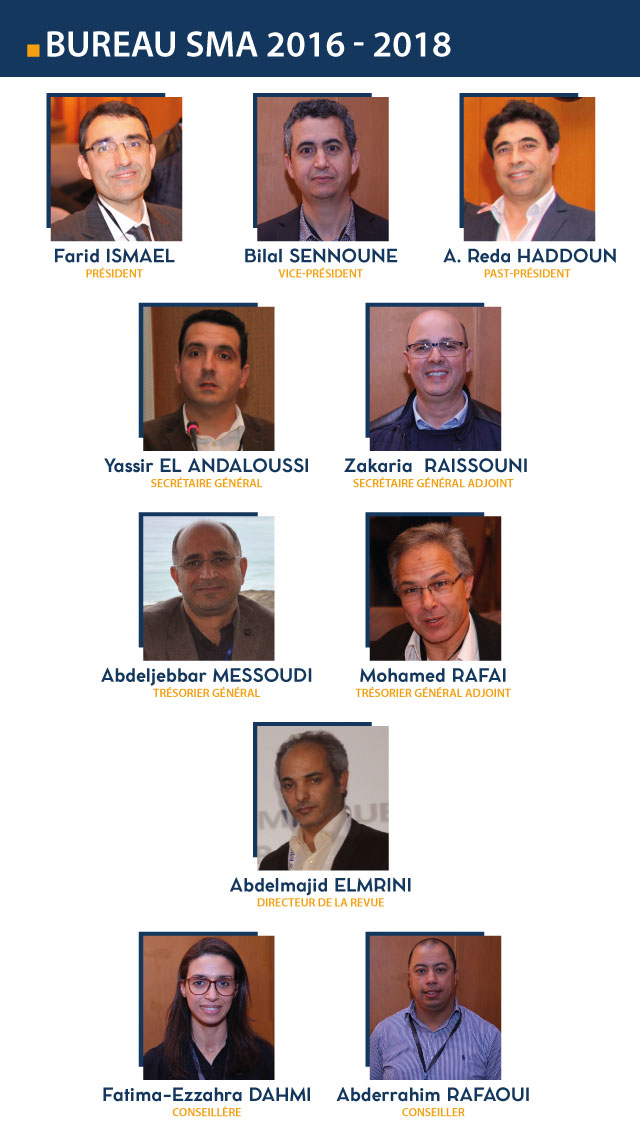 BUREAU SMA 2016 - 2018
Farid ISMAEL
PRÉSIDENT
Bilal SENNOUNE
VICE-PRÉSIDENT
A. Reda HADDOUN
PAST-PRÉSIDENT
Yassir EL ANDALOUSSI
SECRÉTAIRE GÉNÉRAL
Zakaria RAISSOUNI
SECRÉTAIRE GÉNÉRAL ADJOINT
Abdeljebbar MESSOUDI
TRÉSORIER GÉNÉRAL
Mohamed RAFAI
TRÉSORIER GÉNÉRAL ADJOINT
Abdelmajid ELMRINI
DIRECTEUR DE LA REVUE
Fatima-Ezzahra DAHMI
CONSEILLÈRE
Abderrahim RAFAOUI
CONSEILLER